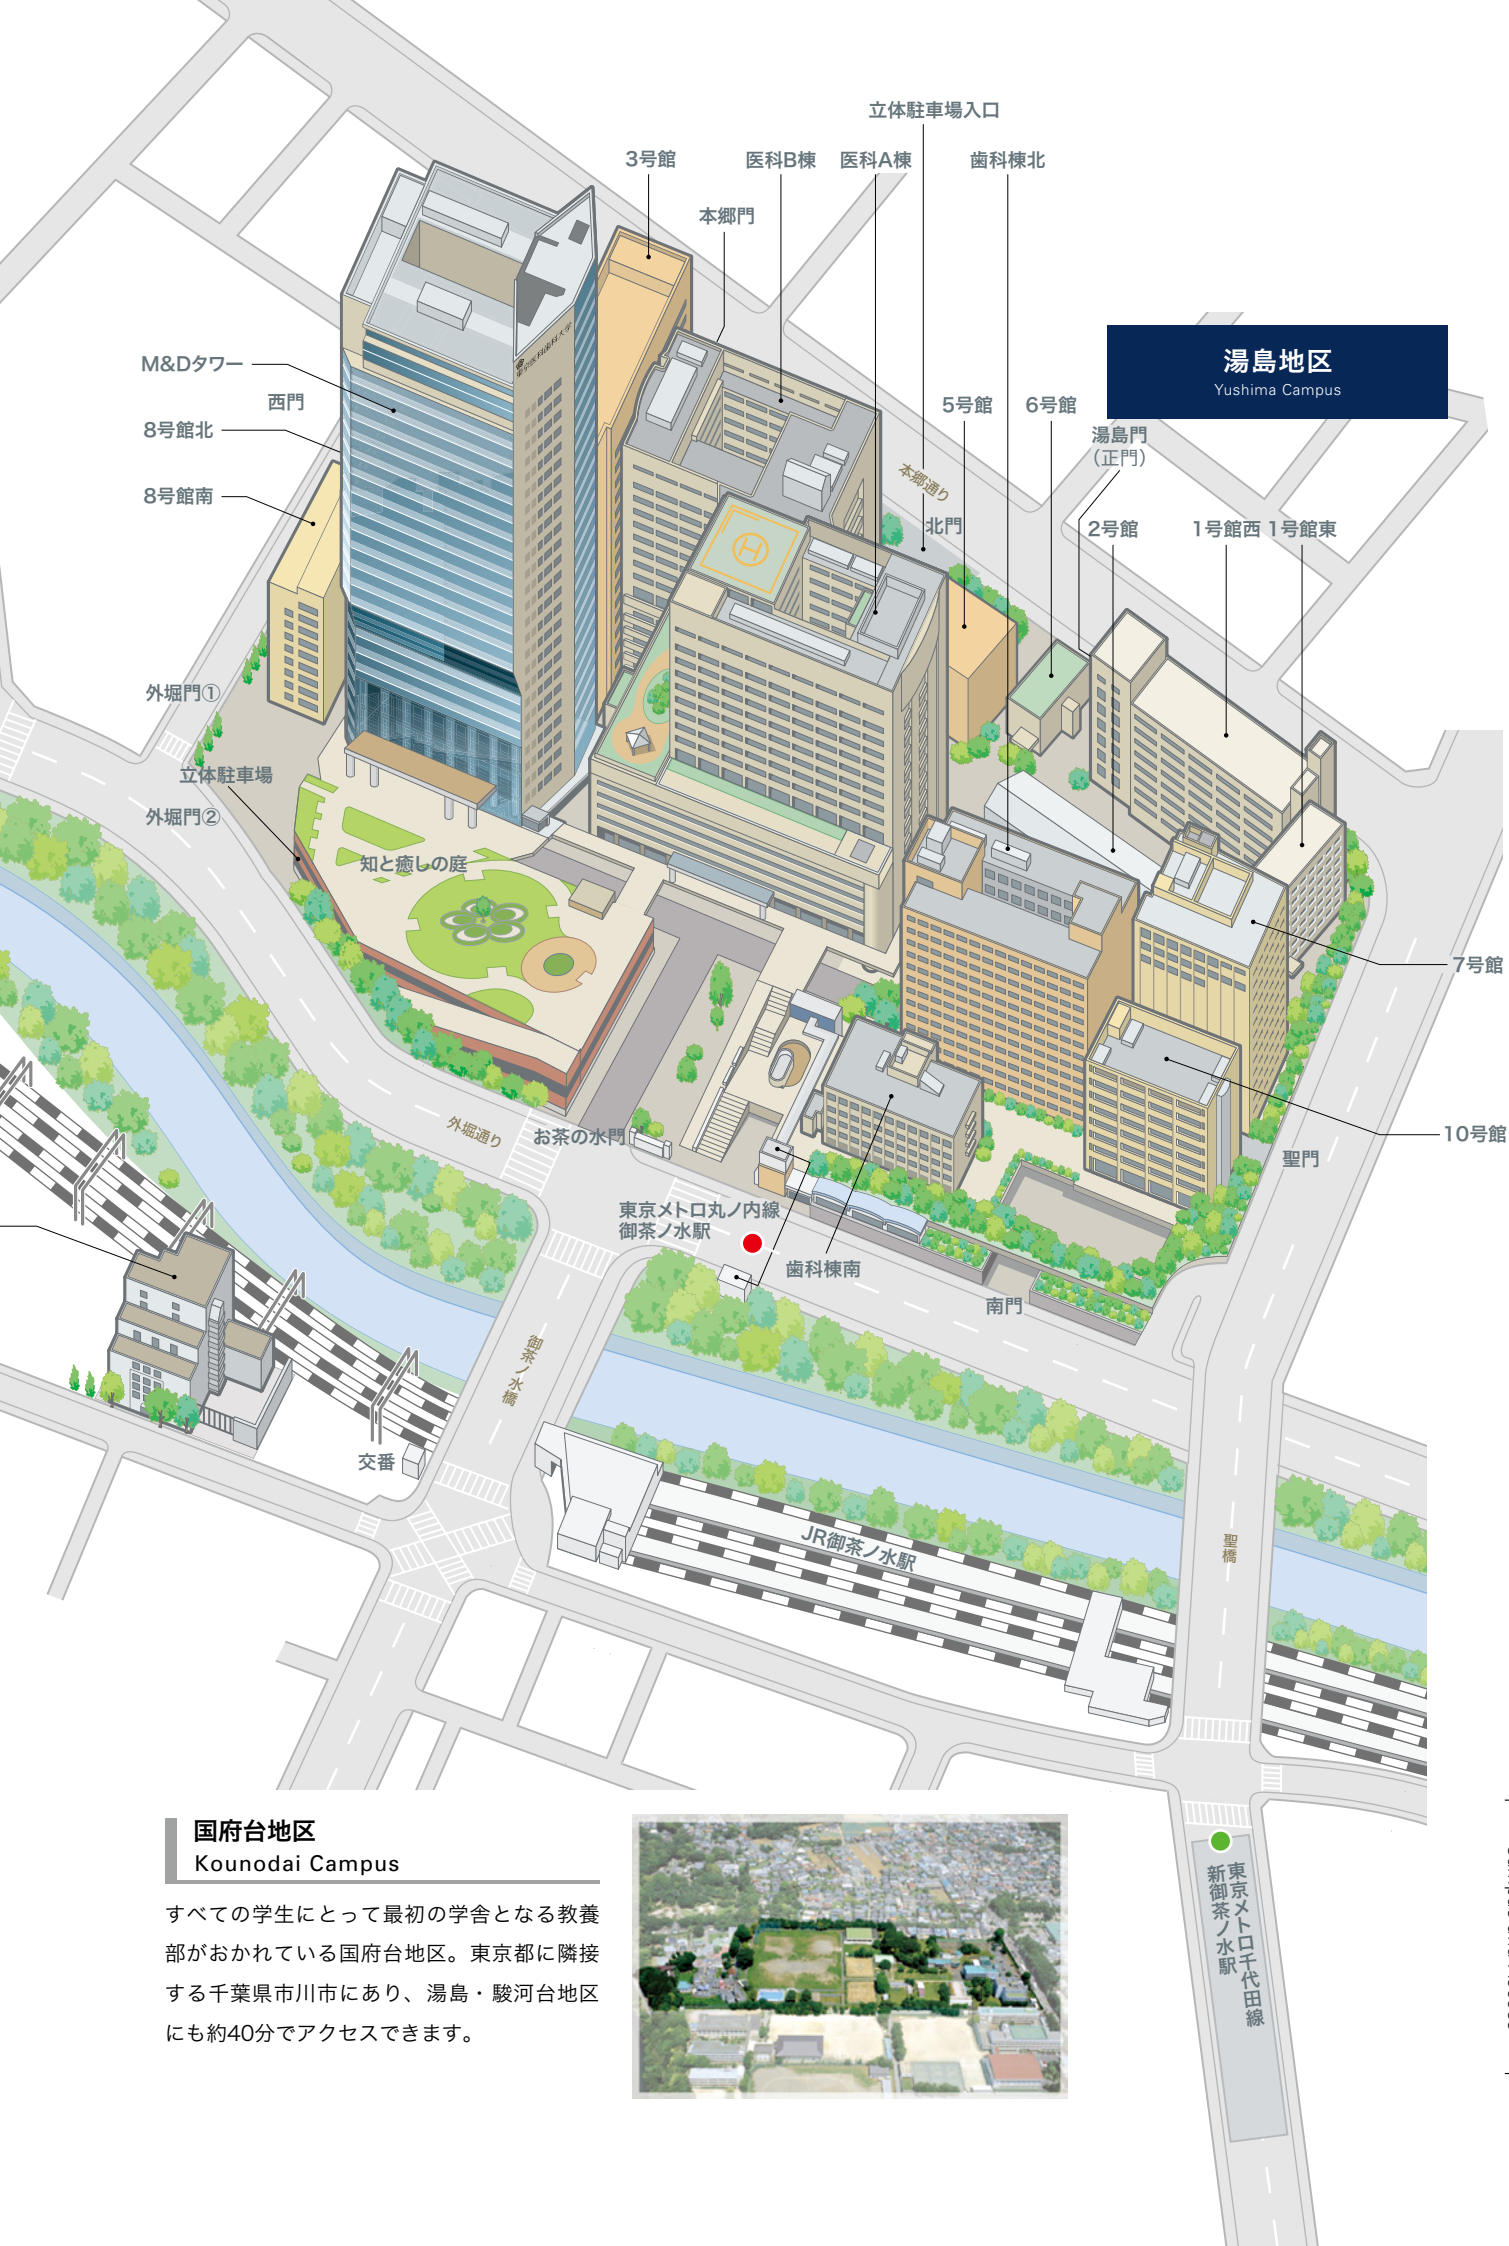 立体駐車場入口
3号館
医科B棟
医科A棟
歯科棟北
本郷門
湯島地区
Yushima Campus
M&Dタワー
西門
8号館北
8号館南
東京医科歯科大学
5号館
6号館
湯島門
（正門）
本郷通り
北門
2号館
1号館西
1号館東
外堀門①
立体駐車場
外堀門②
知と癒しの庭
7号館
外堀通り
お茶の水門
10号館
聖門
東京メトロ丸ノ内線
御茶ノ水駅
歯科棟南
南門
御茶ノ水橋
交番
JR御茶ノ水駅
聖橋
東京メトロ千代田線
新御茶ノ水駅
国府台地区
Kounodai Campus
すべての学生にとって最初の学舎となる教養
部がおかれている国府台地区。東京都に隣接
する千葉県市川市にあり、湯島・駿河台地区
にも約40分でアクセスできます。